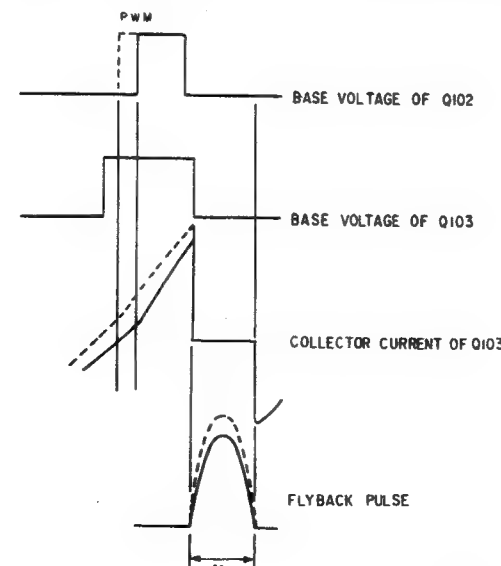 PWM
BASE VOLTAGE OF Q102
BASE VOLTAGE OF Q103
COLLECTOR CURRENT OF Q103
FLYBACK PULSE